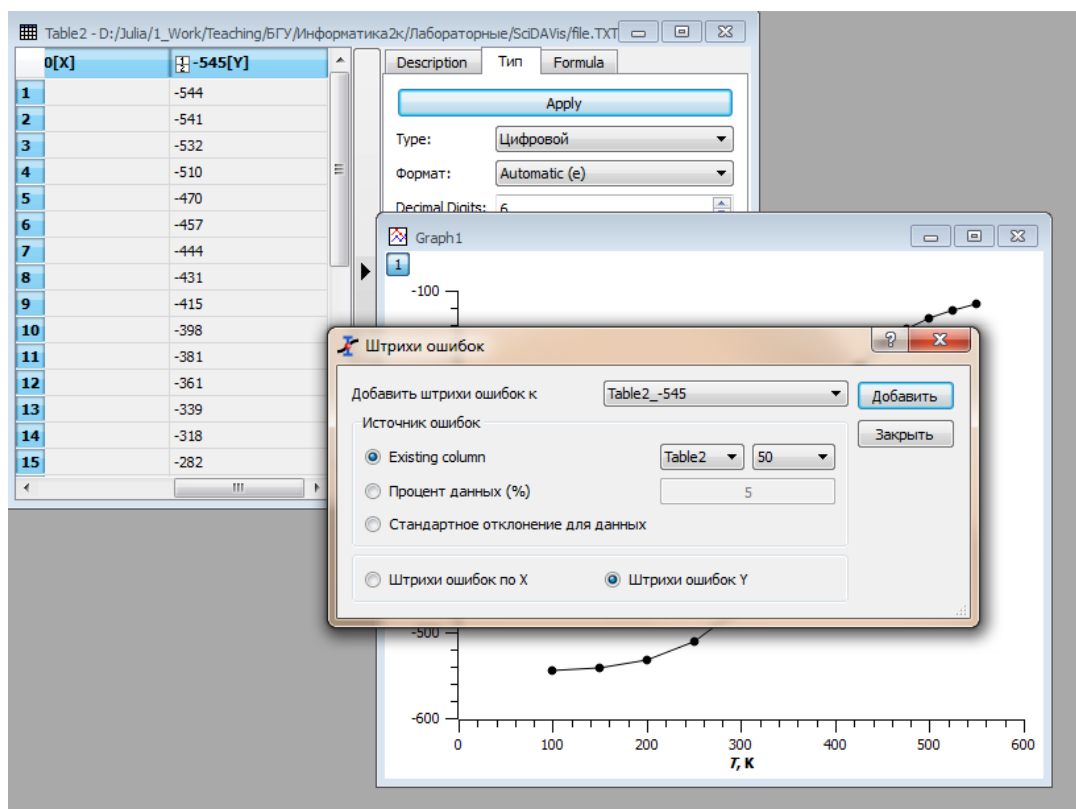 Table2 - D:/Julia/1_Work/Teaching/БГУ/Информатика2к/Лабораторные/SciDAVis/file.TXT
0[X] -545[Y]
1 -544
2 -541
3 -532
4 -510
5 -470
6 -457
7 -444
8 -431
9 -415
10 -398
11 -381
12 -361
13 -339
14 -318
15 -282
Description Тип Formula
Apply
Type: Цифровой
Формат: Automatic (e)
Decimal Digits: 6
Graph1
1
-100
Штрихи ошибок
Добавить штрихи ошибок к Table2_-545 Добавить
Источник ошибок
Закрыть
Existing column Table2 50
Процент данных (%) 5
Стандартное отклонение для данных
Штрихи ошибок по X Штрихи ошибок Y
-500
-600
0 100 200 300 400 500 600
T, K